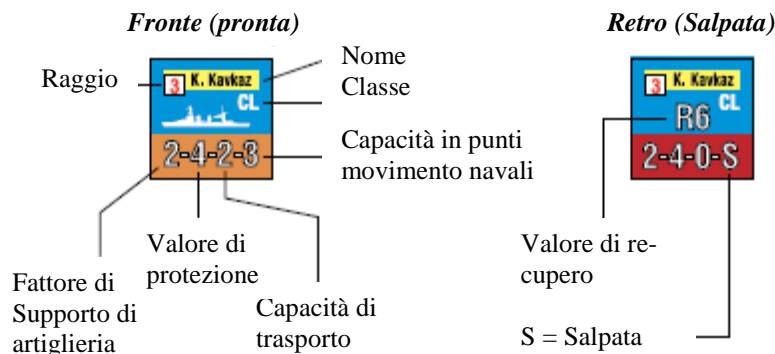 Fronte (pronta)
Retro (Salpata)
Raggio
Nome
Classe
3 K. Kavkaz
CL
2-4-2-3
Capacità in punti
movimento navali
Valore di
protezione
Fattore di
Supporto di
artiglieria
Capacità di
trasporto
3 K. Kavkaz
CL
R6
2-4-0-S
Valore di re-
cupero
S = Salpata